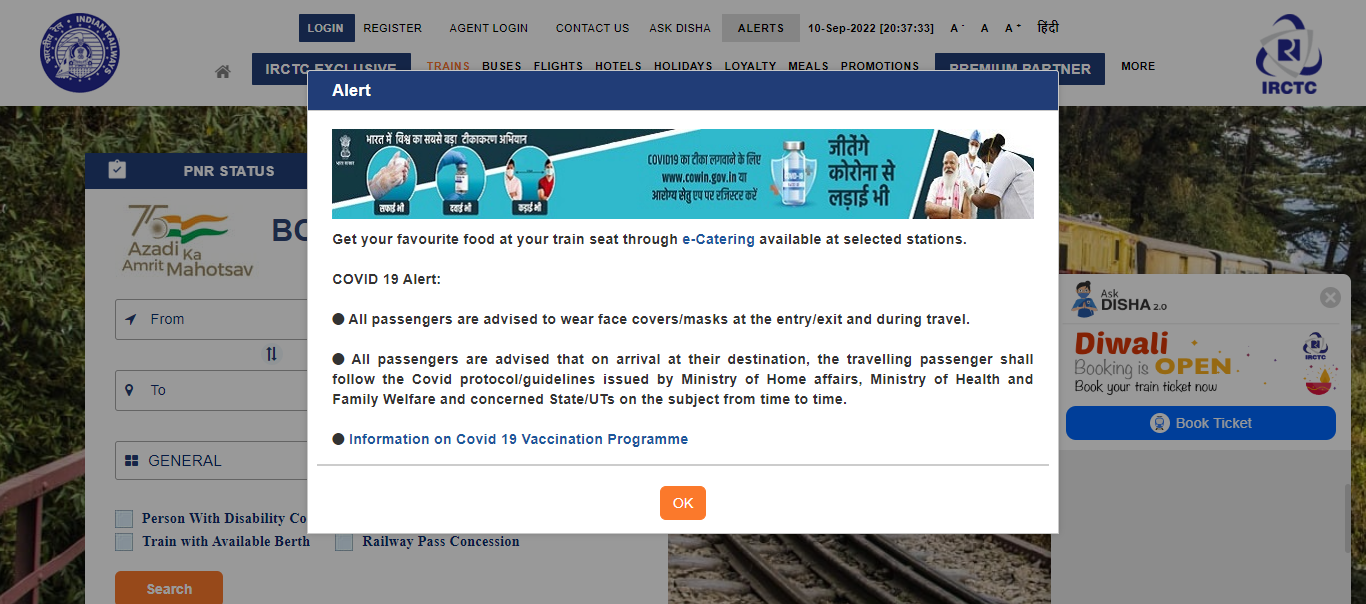 LOGIN REGISTER AGENT LOGIN CONTACT US ASK DISHA ALERTS 10-Sep-2022 [20:37:33] A - A A + हिंदी
IRCTC EXCLUSIVE TRAINS BUSES FLIGHTS HOTELS HOLIDAYS LOYALTY MEALS PROMOTIONS PREMIUM PARTNER MORE
INDIAN RAILWAYS
भारतीय रेल
IRCTC
Alert
भारत में विश्व का सबसे बड़ा टीकाकरण अभियान
सफाई भी
दवाई भी
कड़ाई भी
COVID19 का टीका लगवाने के लिए
www.cowin.gov.in या
आरोग्य सेतु एप पर रजिस्टर करें
जीतेंगे
कोरोना से
लड़ाई भी
Get your favourite food at your train seat through e-Catering available at selected stations.
COVID 19 Alert:
● All passengers are advised to wear face covers/masks at the entry/exit and during travel.
● All passengers are advised that on arrival at their destination, the travelling passenger shall
follow the Covid protocol/guidelines issued by Ministry of Home affairs, Ministry of Health and
Family Welfare and concerned State/UTs on the subject from time to time.
● Information on Covid 19 Vaccination Programme
OK
PNR STATUS
75
Azadi Ka
Amrit Mahotsav
BO
From
To
GENERAL
Person With Disability Co
Train with Available Berth Railway Pass Concession
Search
Ask
DISHA 2.0
Diwali
Booking is OPEN
Book your train ticket now
IRCTC
Book Ticket